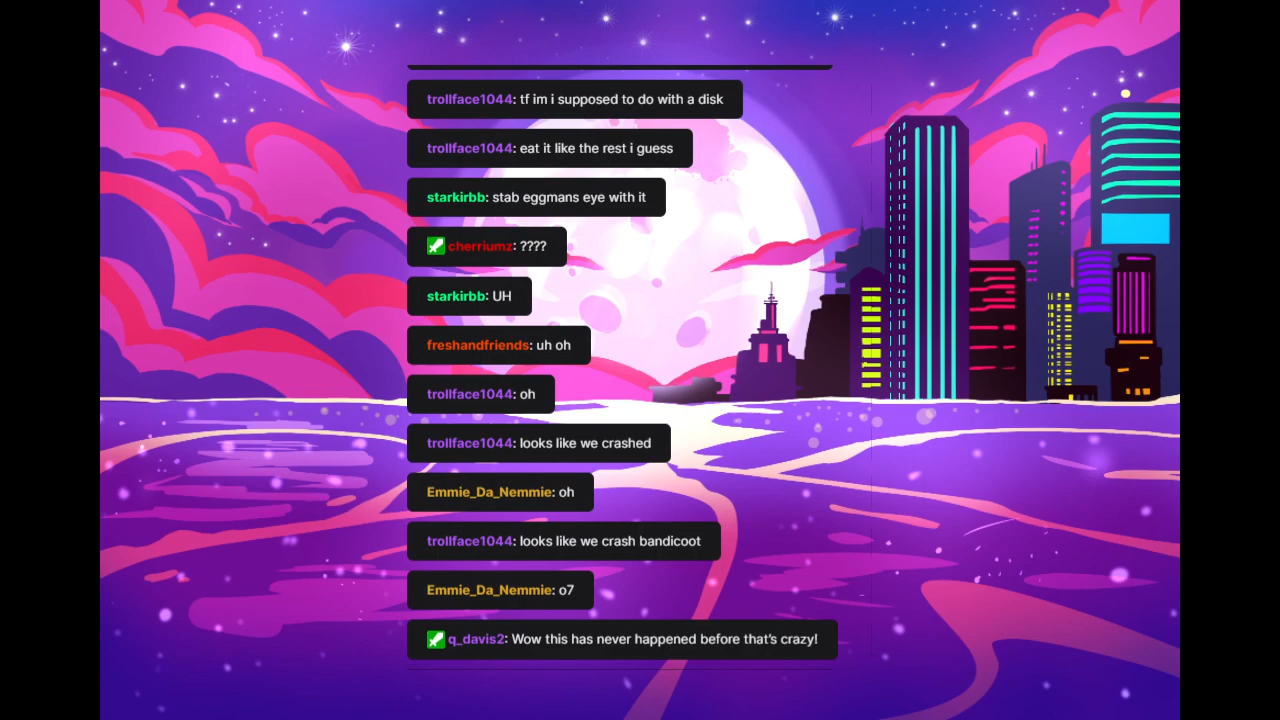 trollface1044: tf im i supposed to do with a disk
trollface1044: eat it like the rest i guess
starkirbb: stab eggmans eye with it
cherriumz: ????
starkirbb: UH
freshandfriends: uh oh
trollface1044: oh
trollface1044: looks like we crashed
Emmie_Da_Nemmie: oh
trollface1044: looks like we crash bandicoot
Emmie_Da_Nemmie: o7
q_davis2: Wow this has never happened before that's crazy!